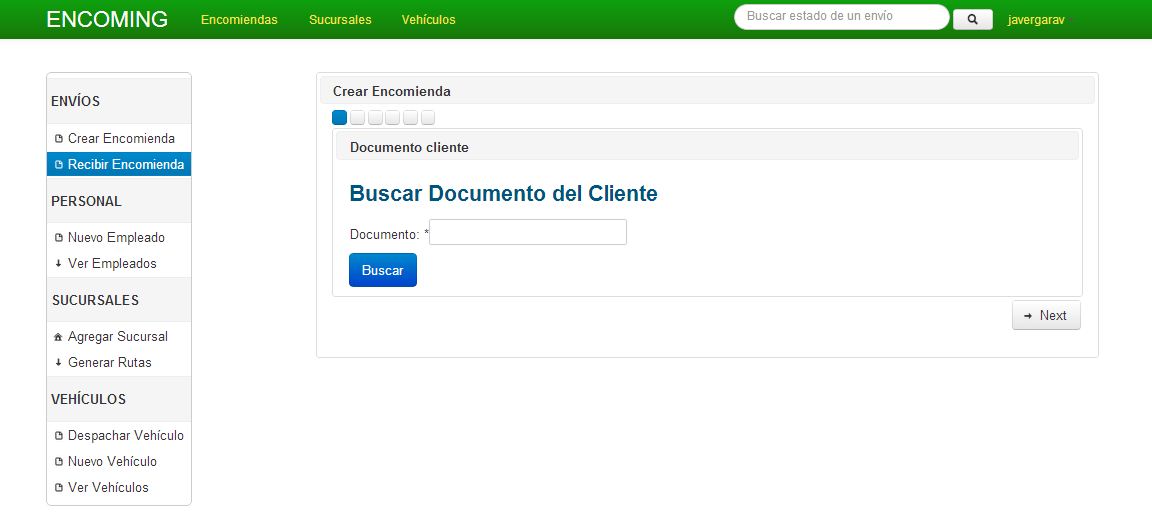 ENCOMING Encomiendas Sucursales Vehículos Buscar estado de un envío javergarav
ENVÍOS
Crear Encomienda
Recibir Encomienda
PERSONAL
Nuevo Empleado
Ver Empleados
SUCURSALES
Agregar Sucursal
Generar Rutas
VEHÍCULOS
Despachar Vehículo
Nuevo Vehículo
Ver Vehículos
Crear Encomienda
Documento cliente
Buscar Documento del Cliente
Documento: *
Buscar
Next